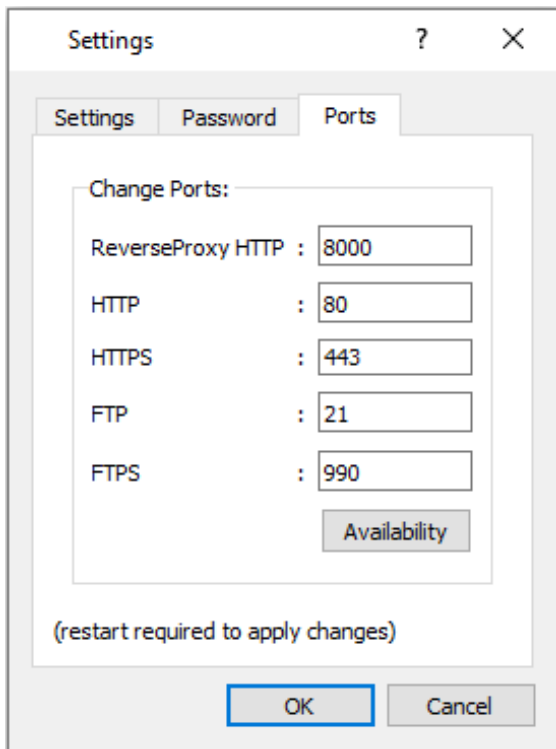 Settings ? ✕
Settings Password Ports
Change Ports:
ReverseProxy HTTP : 8000
HTTP : 80
HTTPS : 443
FTP : 21
FTPS : 990
Availability
(restart required to apply changes)
OK Cancel